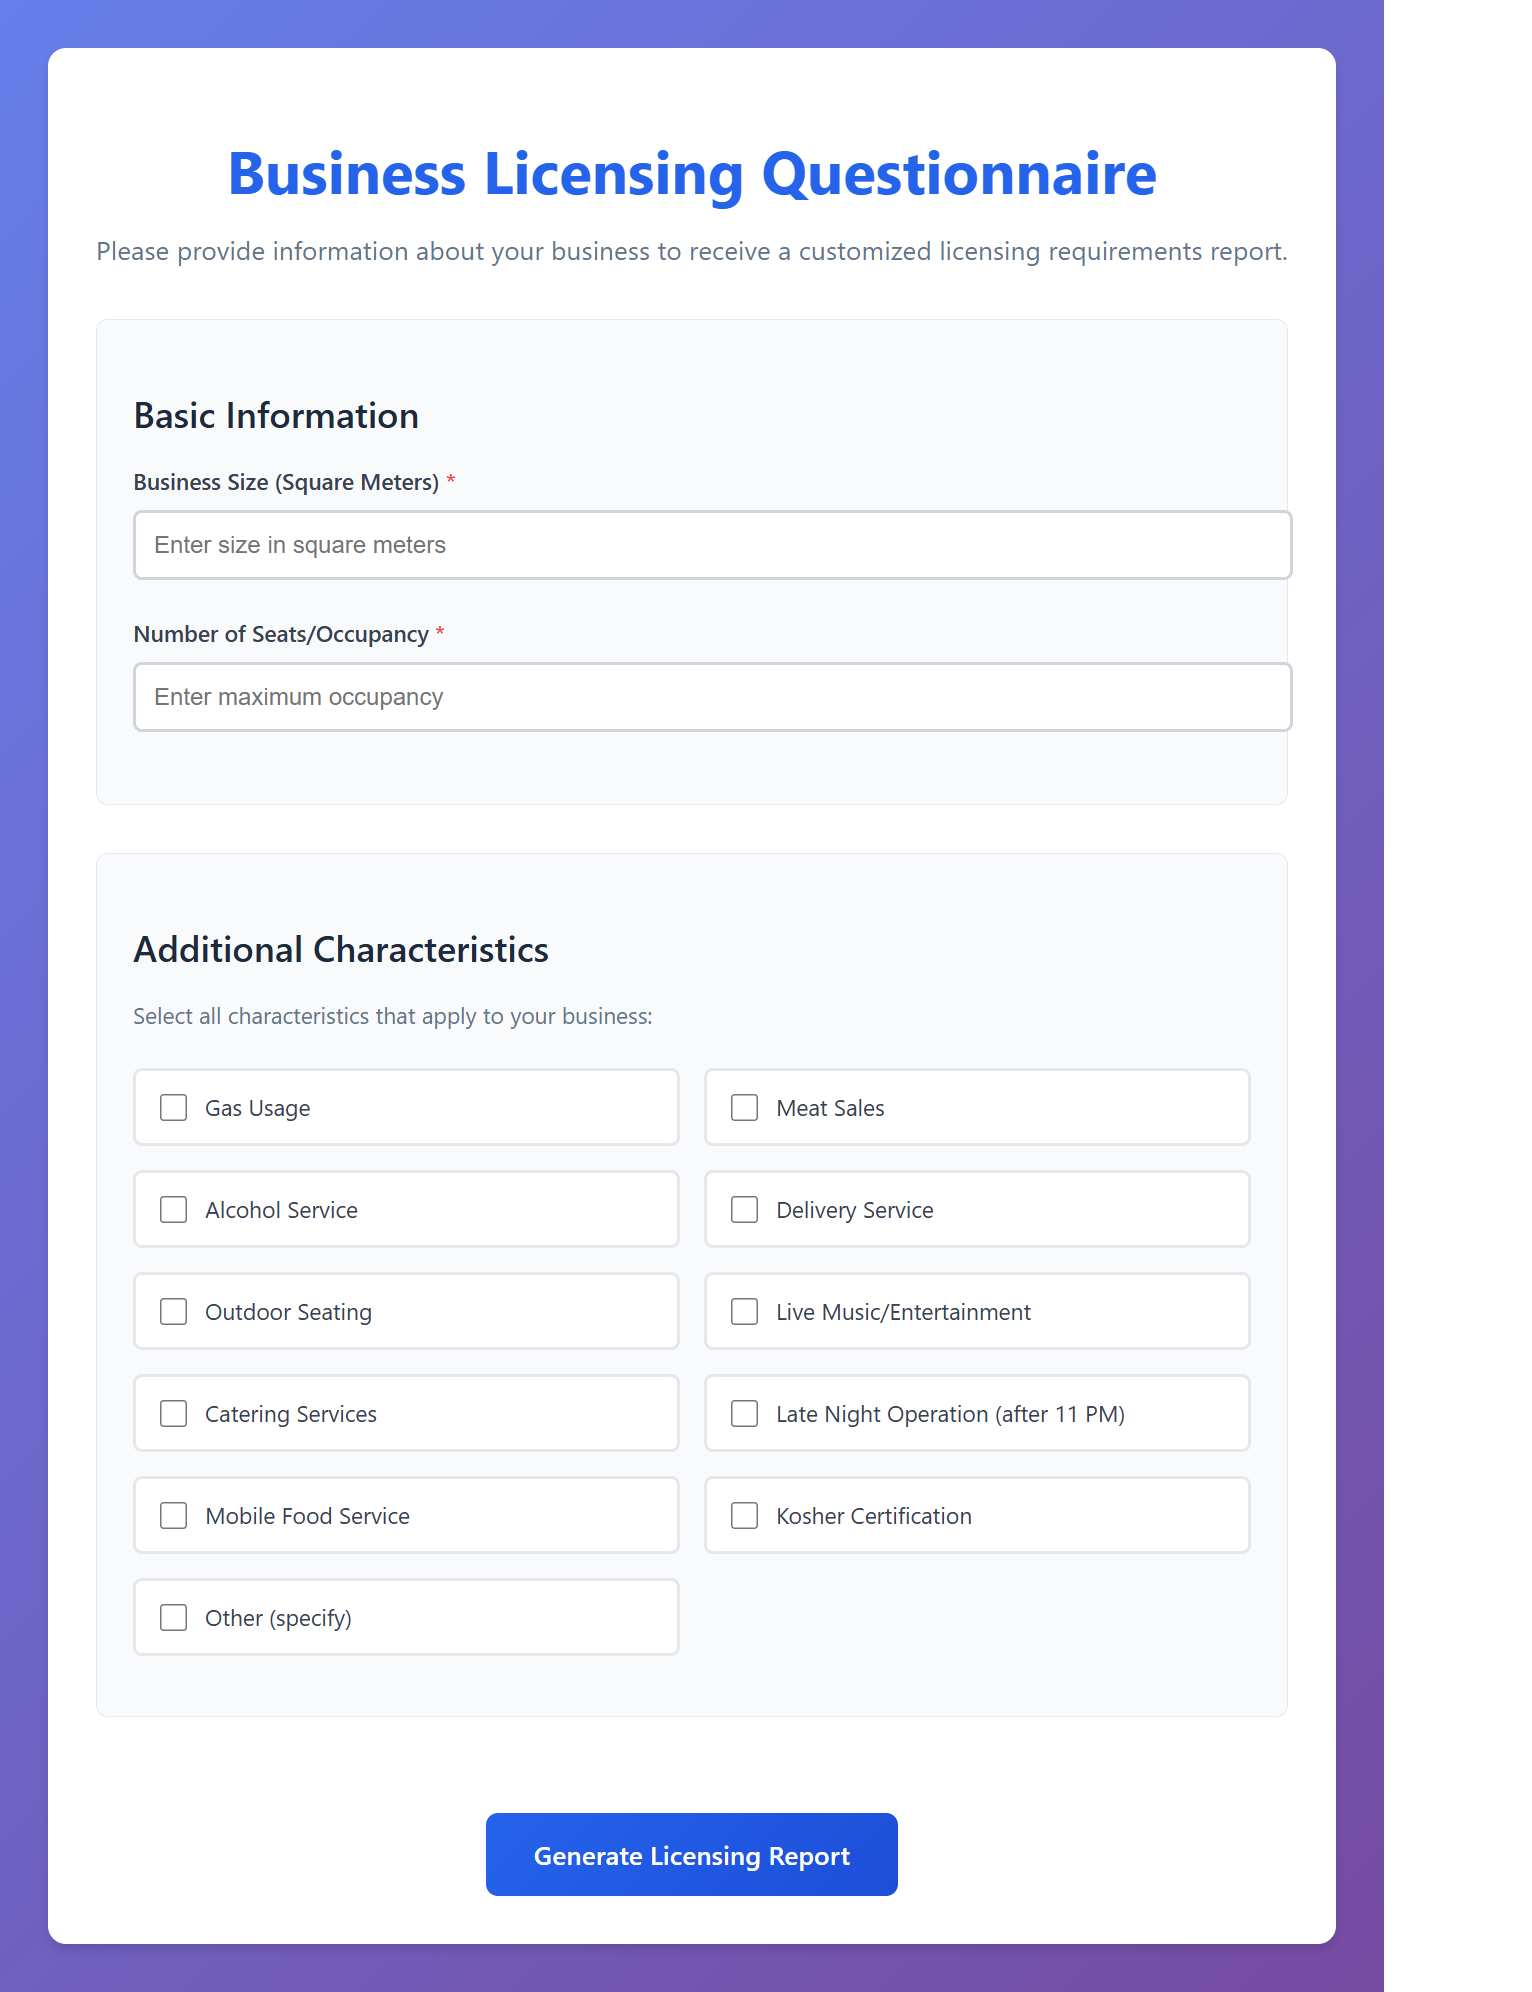 Business Licensing Questionnaire
Please provide information about your business to receive a customized licensing requirements report.
Basic Information
Business Size (Square Meters) *
Enter size in square meters
Number of Seats/Occupancy *
Enter maximum occupancy
Additional Characteristics
Select all characteristics that apply to your business:
Gas Usage
Meat Sales
Alcohol Service
Delivery Service
Outdoor Seating
Live Music/Entertainment
Catering Services
Late Night Operation (after 11 PM)
Mobile Food Service
Kosher Certification
Other (specify)
Generate Licensing Report